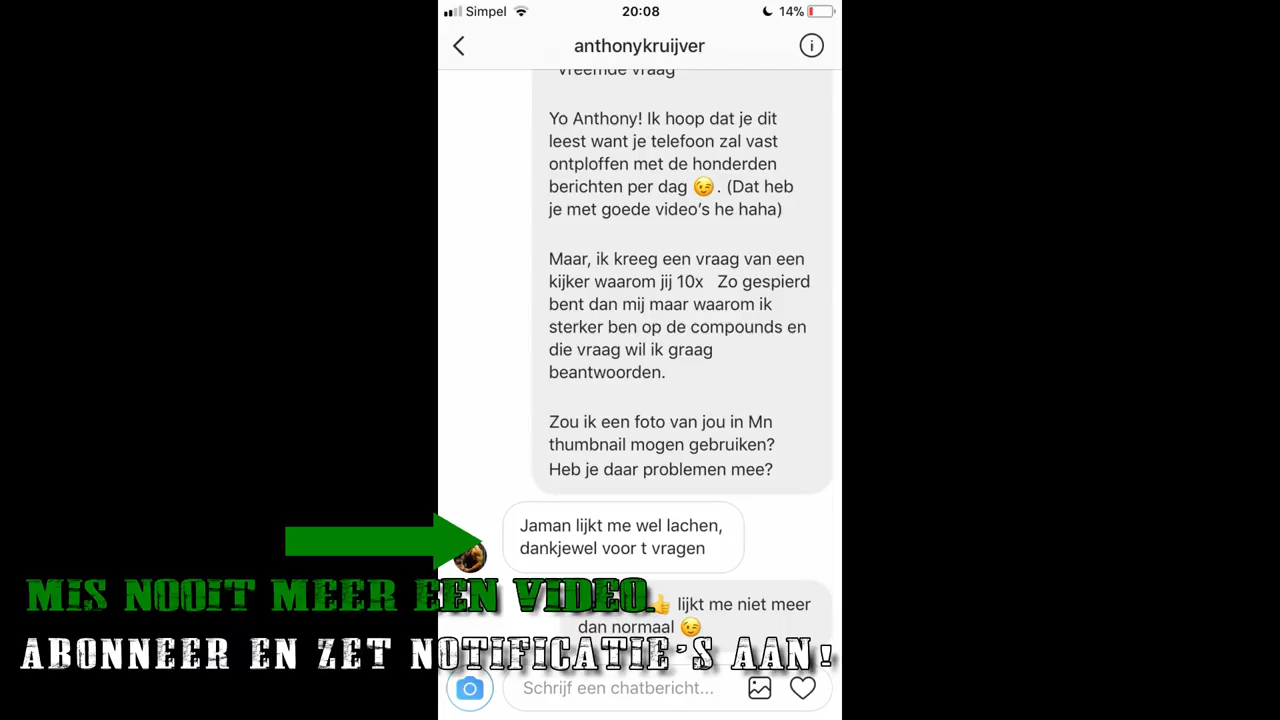 Simpel 20:08 14%
anthonykruijver
Vreemde vraag
Yo Anthony! Ik hoop dat je dit
leest want je telefoon zal vast
ontploffen met de honderden
berichten per dag 😉. (Dat heb
je met goede video's he haha)
Maar, ik kreeg een vraag van een
kijker waarom jij 10x Zo gespierd
bent dan mij maar waarom ik
sterker ben op de compounds en
die vraag wil ik graag
beantwoorden.
Zou ik een foto van jou in Mn
thumbnail mogen gebruiken?
Heb je daar problemen mee?
Jaman lijkt me wel lachen,
dankjewel voor t vragen
👍 lijkt me niet meer
dan normaal 😉
MIS NOOIT MEER EEN VIDEO.
ABONNEER EN ZET NOTIFICATIE'S AAN!
Schrijf een chatbericht...